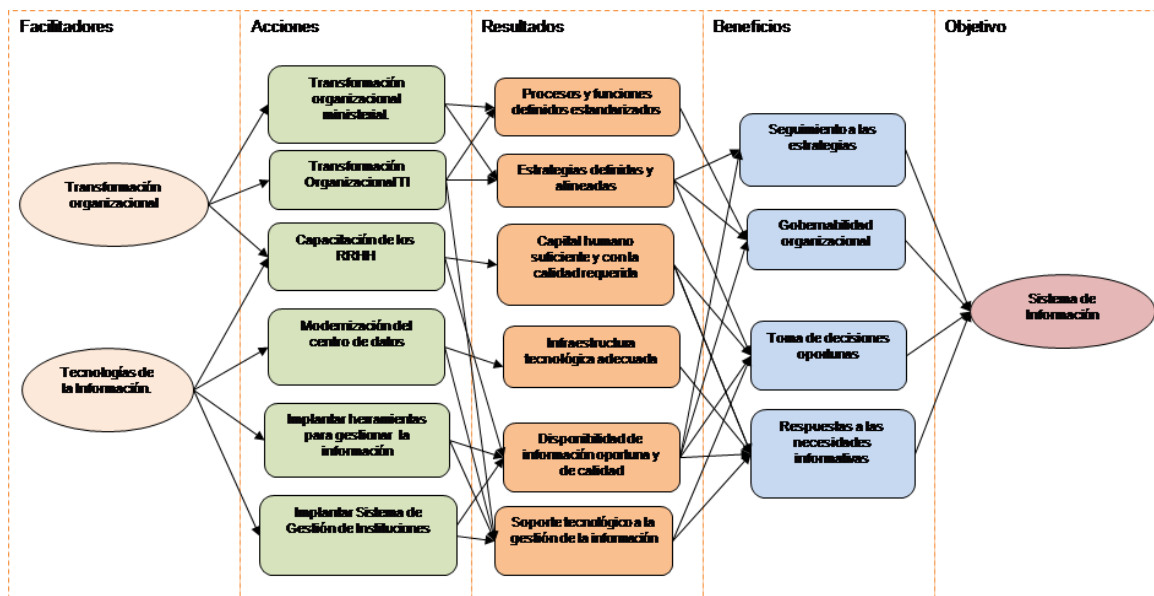 Facilitadores
Acciones
Resultados
Beneficios
Objetivo
Transformación
organizacional
Tecnologías de
la Información.
Transformación
organizacional
ministerial.
Transformación
Organizacional TI
Capacitación de los
RRHH
Modernización del
centro de datos
Implantar herramientas
para gestionar la
información
Implantar Sistema de
Gestión de Instituciones
Procesos y funciones
definidos estandarizados
Estrategias definidas y
alineadas
Capital humano
suficiente y con la
calidad requerida
Infraestructura
tecnológica adecuada
Disponibilidad de
información oportuna y
de calidad
Soporte tecnológico a la
gestión de la información
Seguimiento a las
estrategias
Gobernabilidad
organizacional
Toma de decisiones
oportunas
Respuestas a las
necesidades
informativas
Sistema de
Información